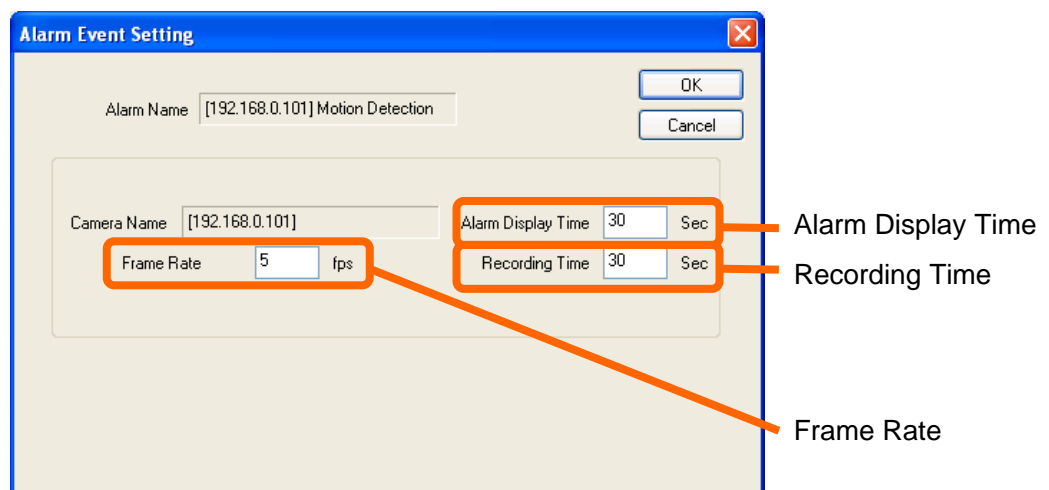 Alarm Event Setting
OK
Alarm Name [192.168.0.101] Motion Detection
Cancel
Camera Name [192.168.0.101] Alarm Display Time 30 Sec Alarm Display Time
Frame Rate 5 fps Recording Time 30 Sec Recording Time
Frame Rate